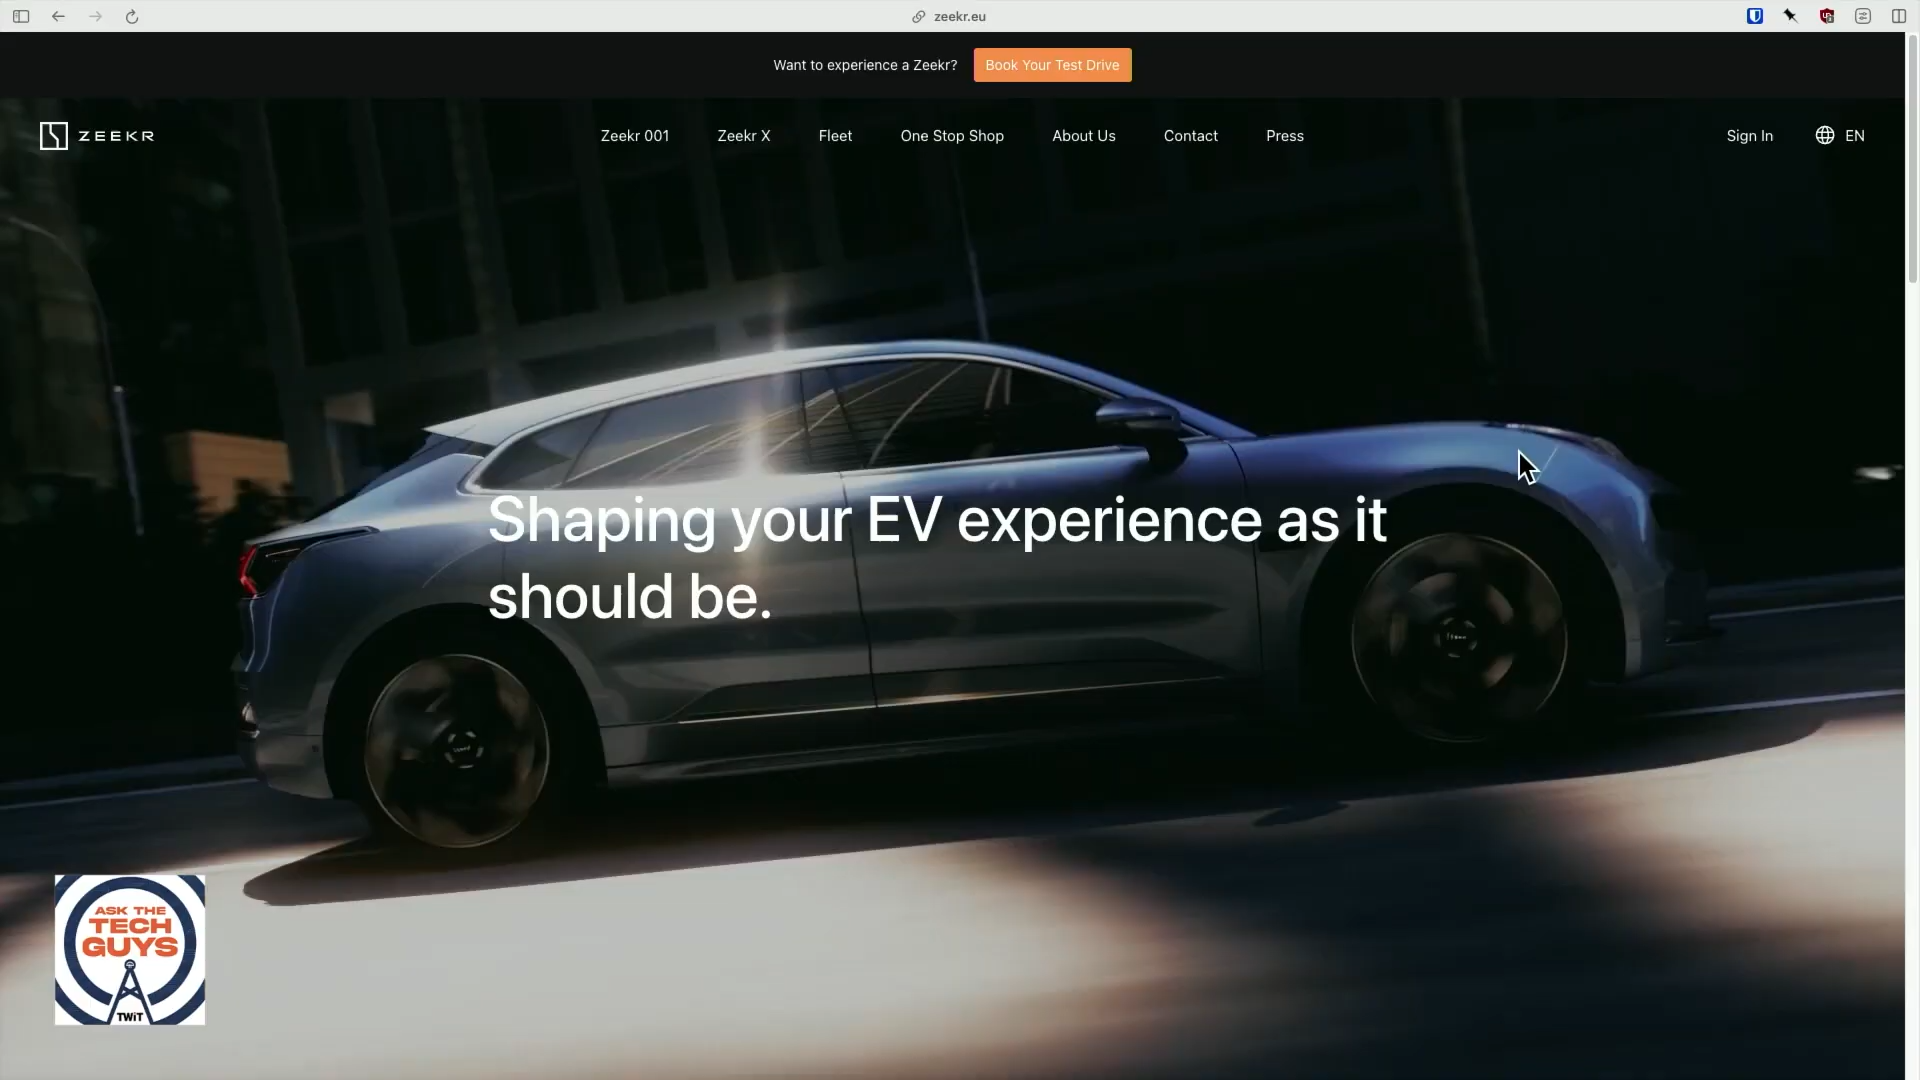 zeekr.eu
Want to experience a Zeekr? Book Your Test Drive
ZEEKR Zeekr 001 Zeekr X Fleet One Stop Shop About Us Contact Press Sign In EN
Shaping your EV experience as it
should be.
ASK THE
TECH
GUYS
TWiT